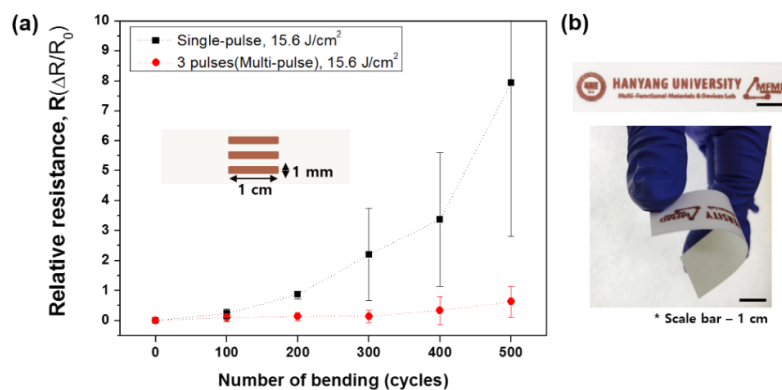 (a)
Relative resistance, R(ΔR/R₀)
10
9
8
7
6
5
4
3
2
1
0
Single-pulse, 15.6 J/cm²
3 pulses(Multi-pulse), 15.6 J/cm²
1 mm
1 cm
0
100
200
300
400
500
Number of bending (cycles)
(b)
HANYANG UNIVERSITY
Multi-Functional Materials & Devices Lab
* Scale bar – 1 cm